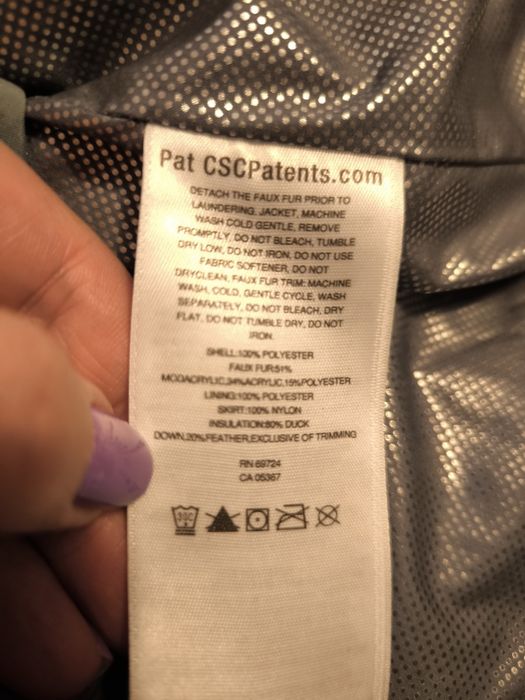 Pat CSCPatents.com
DETACH THE FAUX FUR PRIOR TO
LAUNDERING, JACKET, MACHINE
WASH COLD GENTLE, REMOVE
PROMPTLY, DO NOT BLEACH, TUMBLE
DRY LOW, DO NOT IRON, DO NOT USE
FABRIC SOFTENER, DO NOT
DRYCLEAN, FAUX FUR TRIM: MACHINE
WASH, COLD, GENTLE CYCLE, WASH
SEPARATELY, DO NOT BLEACH, DRY
FLAT, DO NOT TUMBLE DRY, DO NOT
IRON.
SHELL:100% POLYESTER
FAUX FUR:51%
MODACRYLIC,34%ACRYLIC,15%POLYESTER
LINING:100% POLYESTER
SKIRT:100% NYLON
INSULATION:80% DUCK
DOWN,20%FEATHER,EXCLUSIVE OF TRIMMING
RN 69724
CA 05367